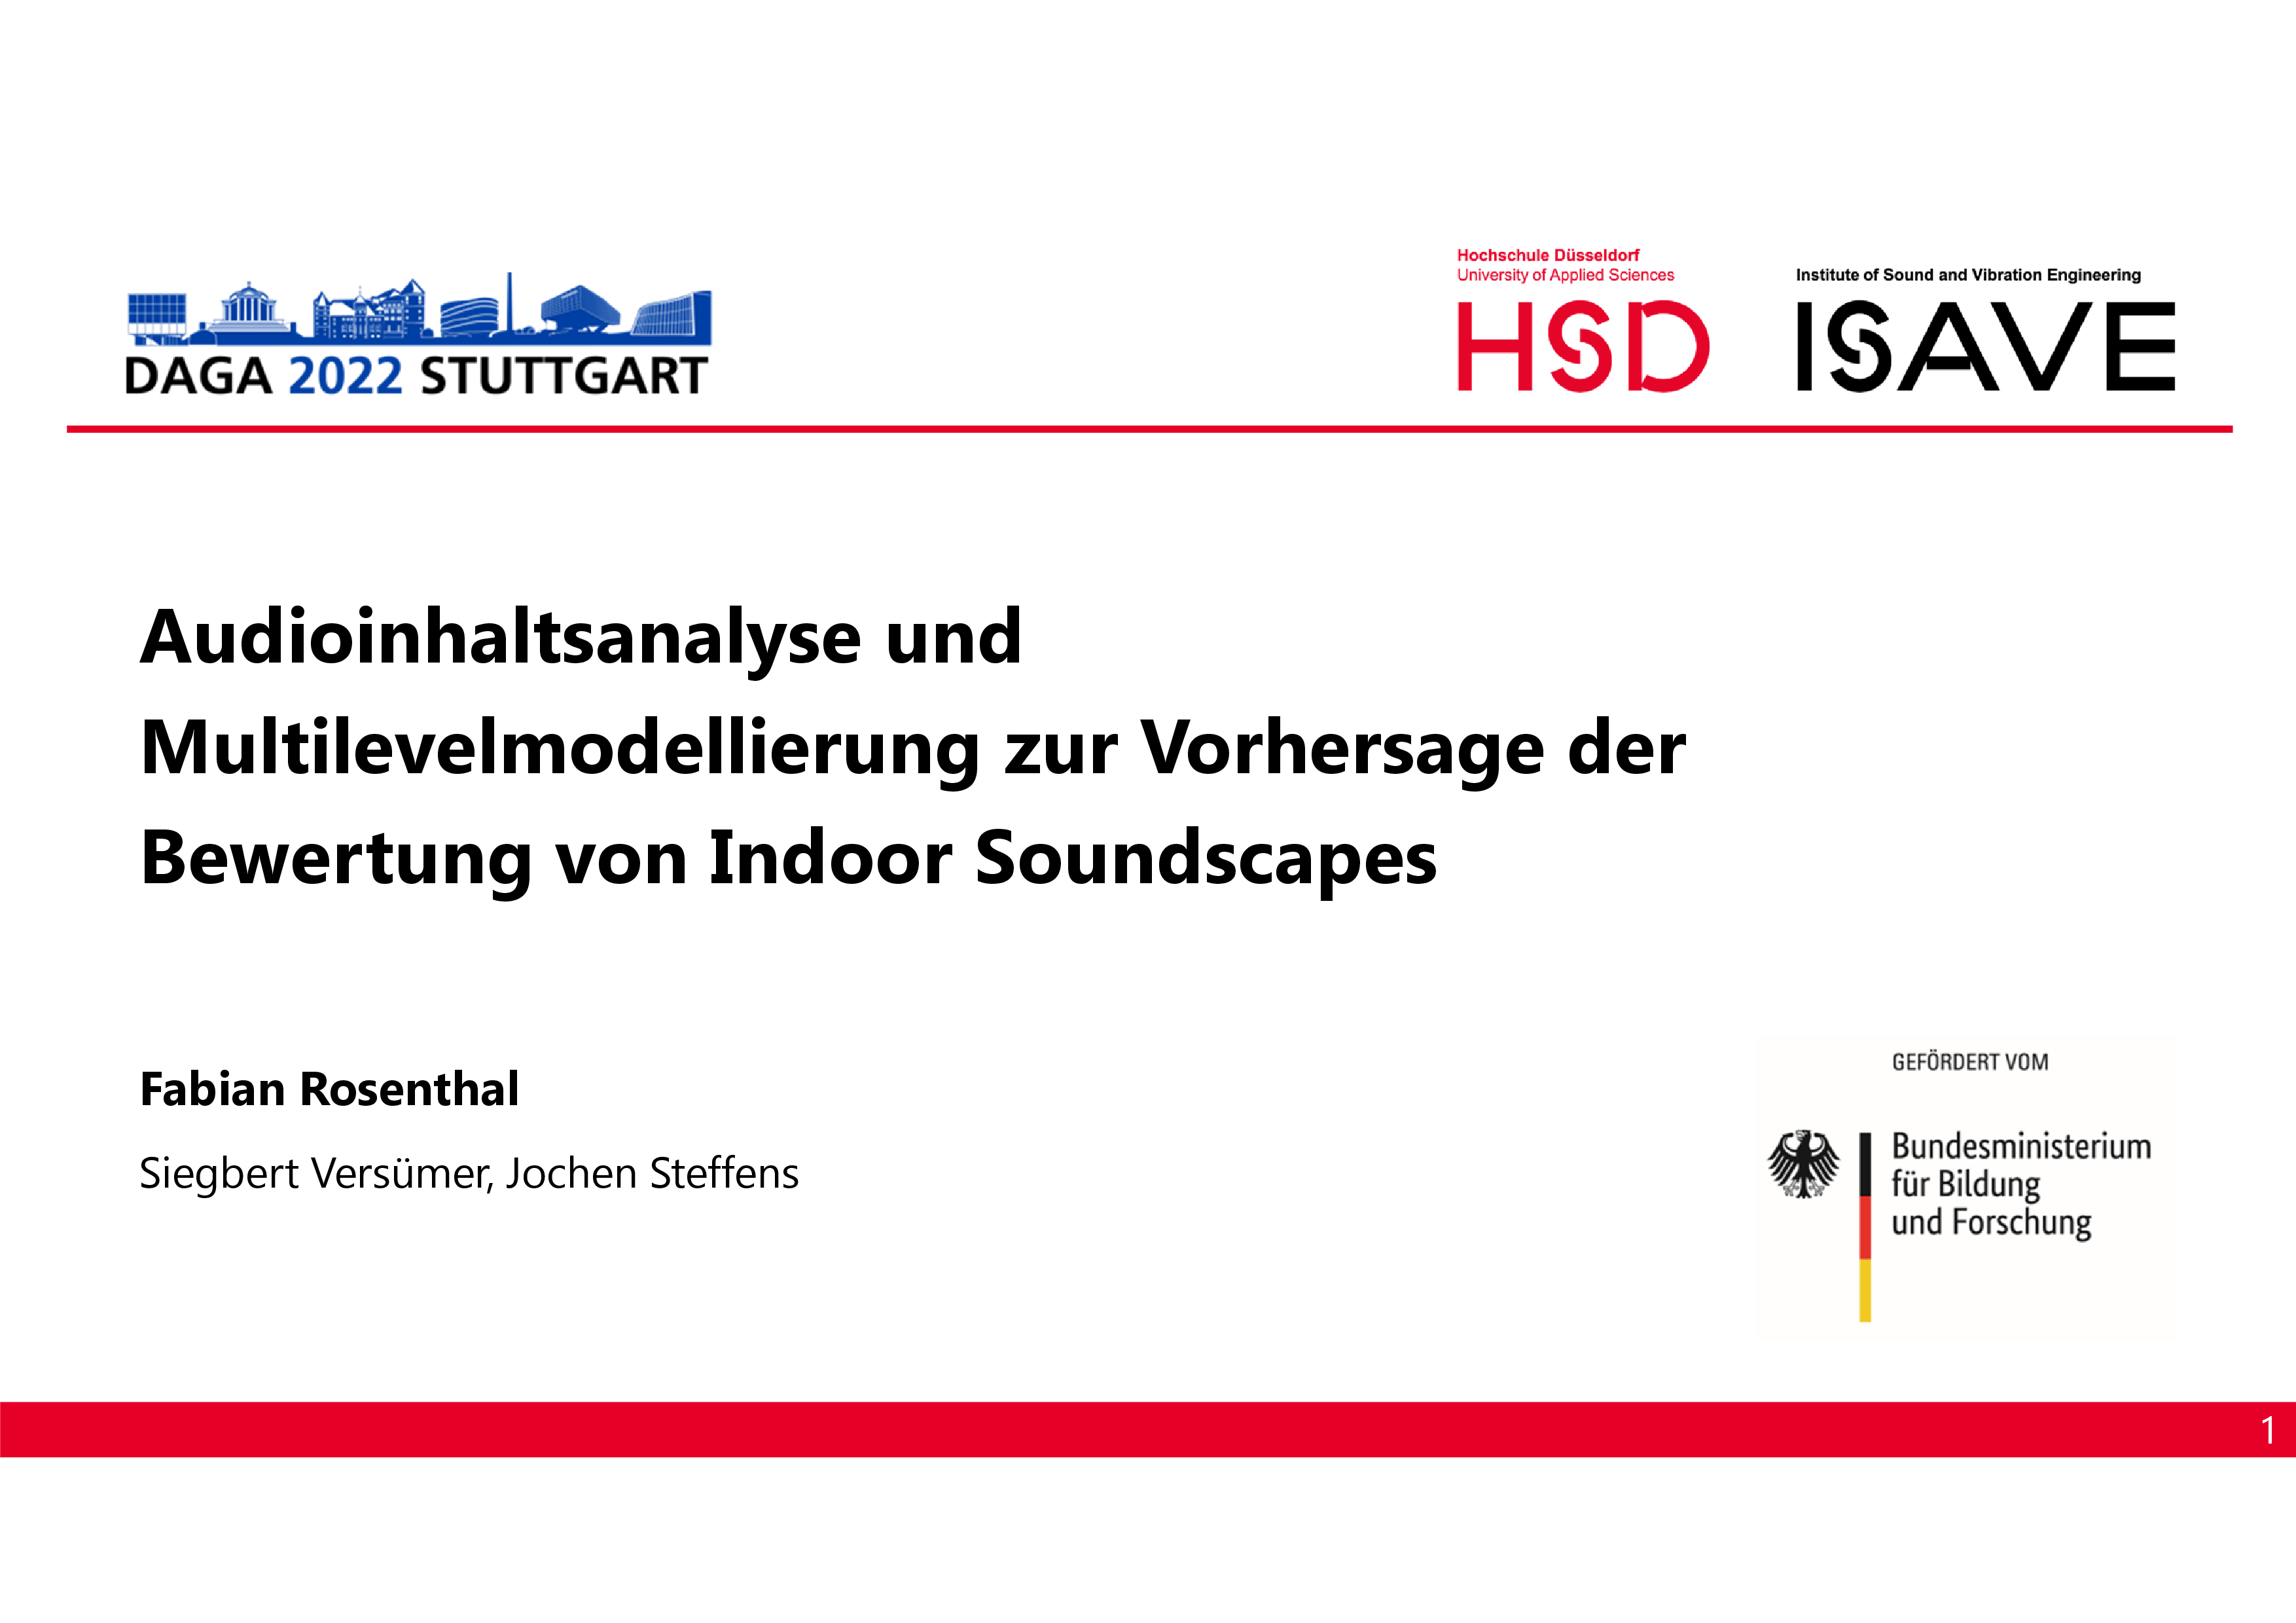 DAGA 2022 STUTTGART
Hochschule Düsseldorf
University of Applied Sciences
HSD
Institute of Sound and Vibration Engineering
ISAVE
Audioinhaltsanalyse und
Multilevelmodellierung zur Vorhersage der
Bewertung von Indoor Soundscapes
Fabian Rosenthal
Siegbert Versümer, Jochen Steffens
GEFÖRDERT VOM
Bundesministerium
für Bildung
und Forschung
1